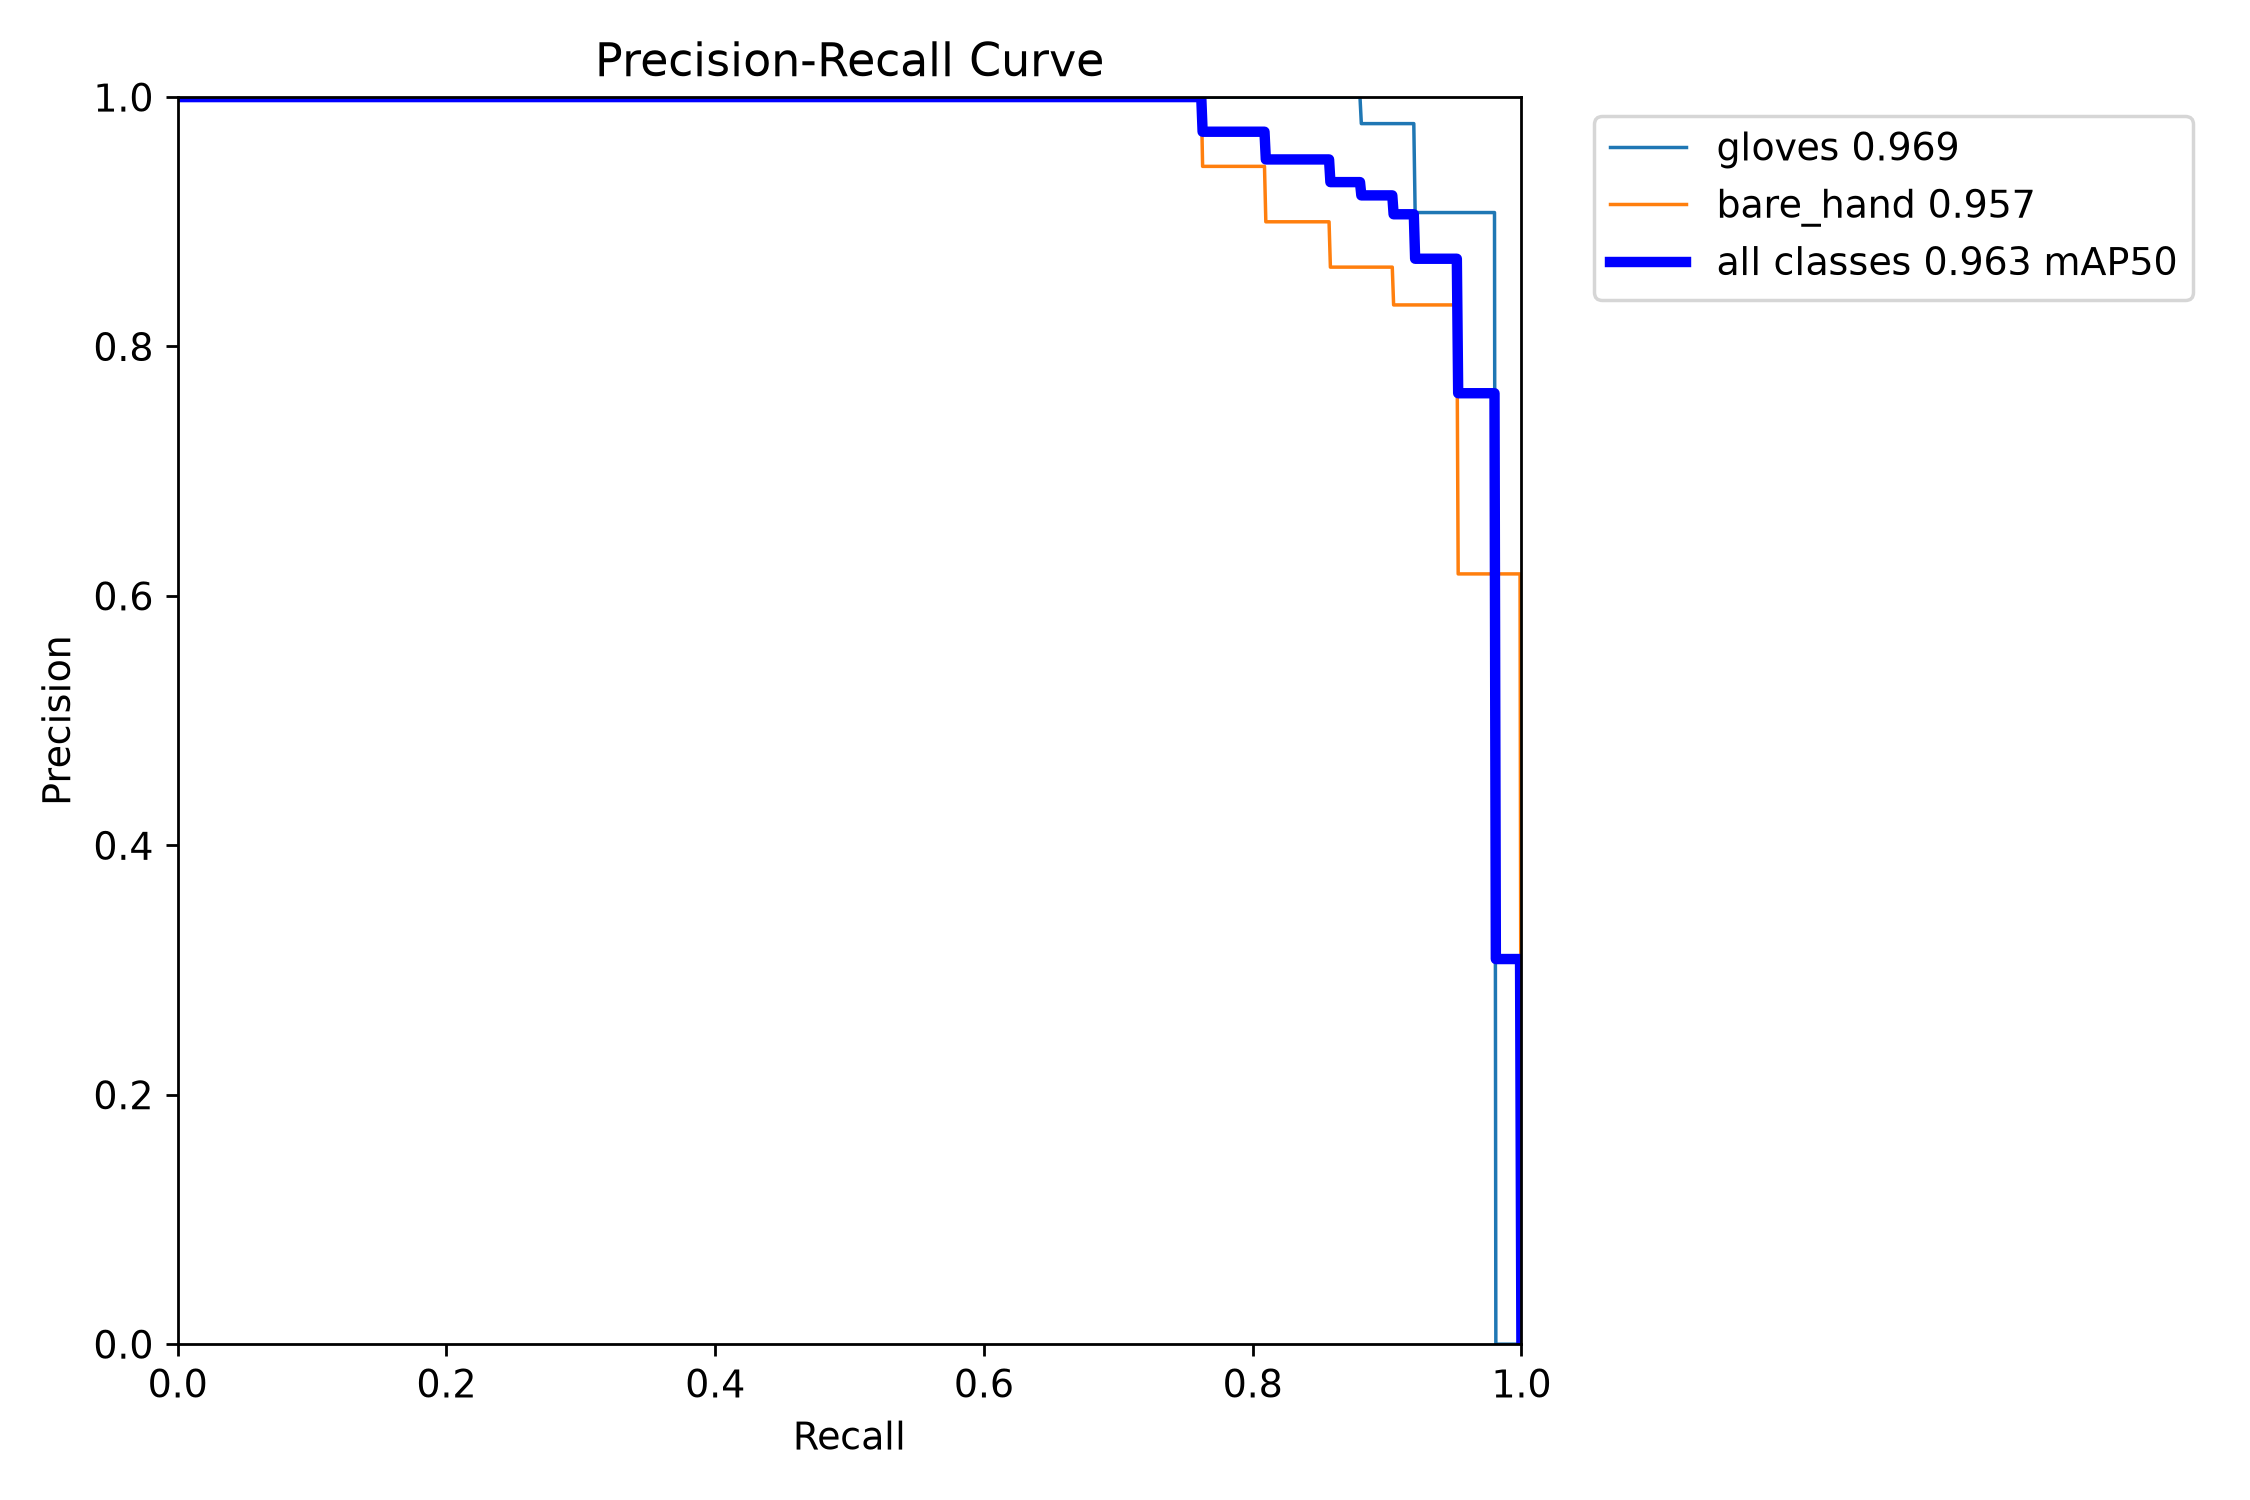 Precision-Recall Curve
1.0
0.8
0.6
0.4
0.2
0.0
Precision
0.0 0.2 0.4 0.6 0.8 1.0
Recall
gloves 0.969
bare_hand 0.957
all classes 0.963 mAP50